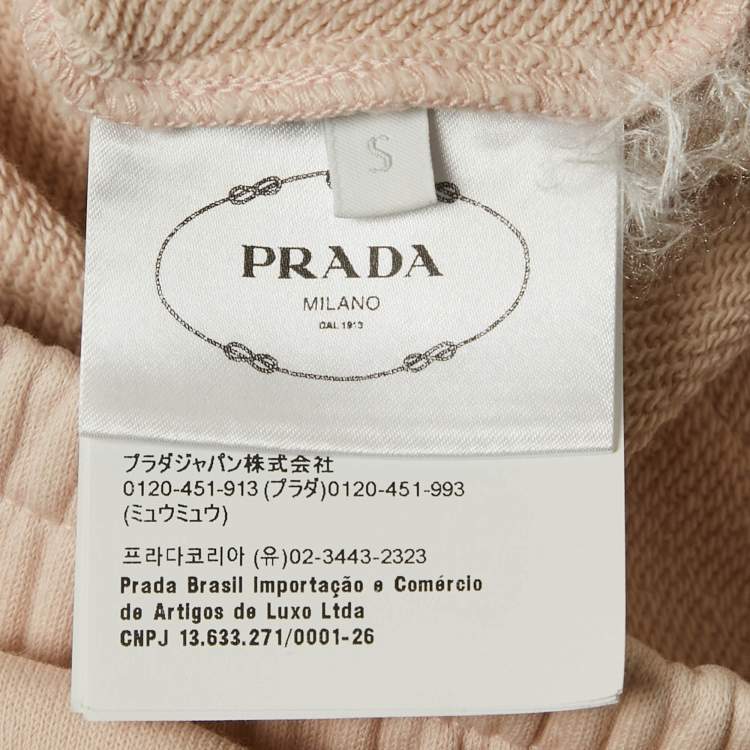 S
PRADA
MILANO
DAL 1913
プラダジャパン株式会社
0120-451-913 (プラダ)0120-451-993
(ミュウミュウ)
프라다코리아 (유)02-3443-2323
Prada Brasil Importação e Comércio
de Artigos de Luxo Ltda
CNPJ 13.633.271/0001-26